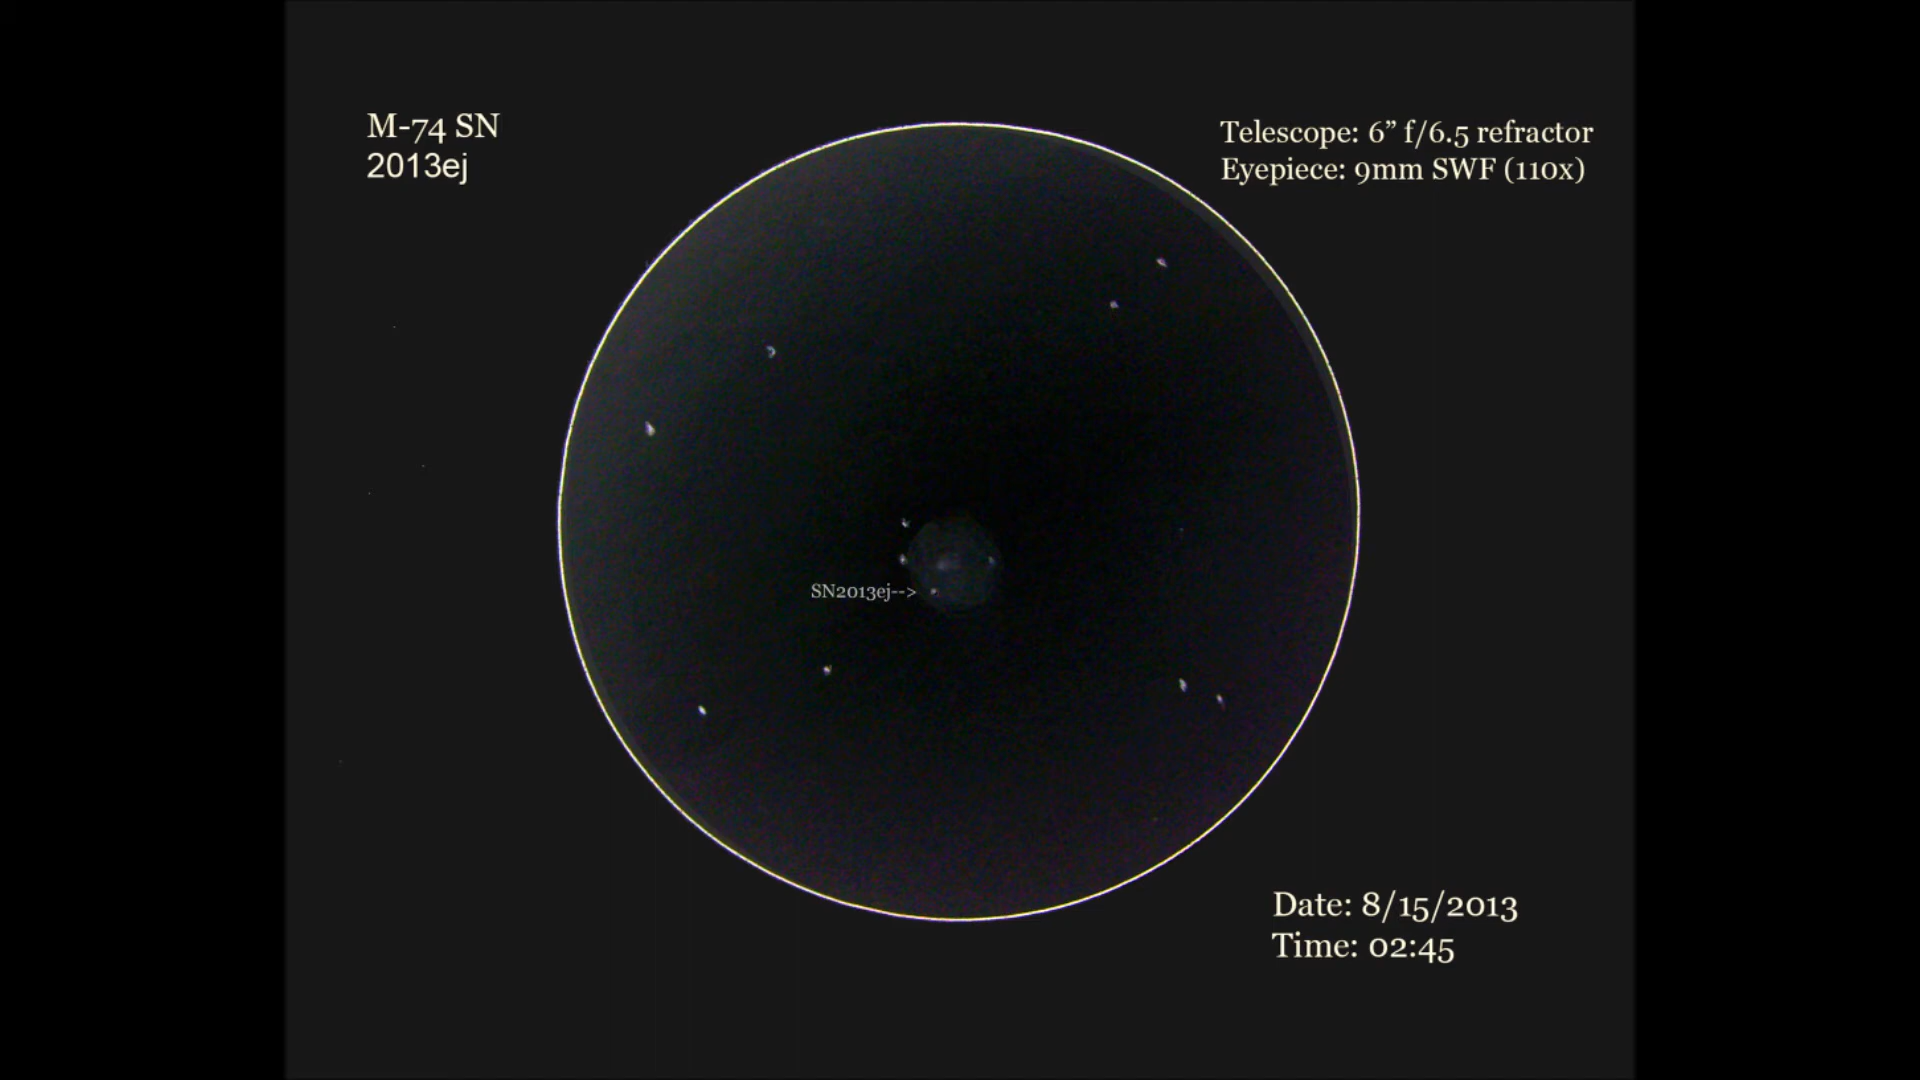 M-74 SN
2013ej
Telescope: 6” f/6.5 refractor
Eyepiece: 9mm SWF (110x)
SN2013ej-->
Date: 8/15/2013
Time: 02:45